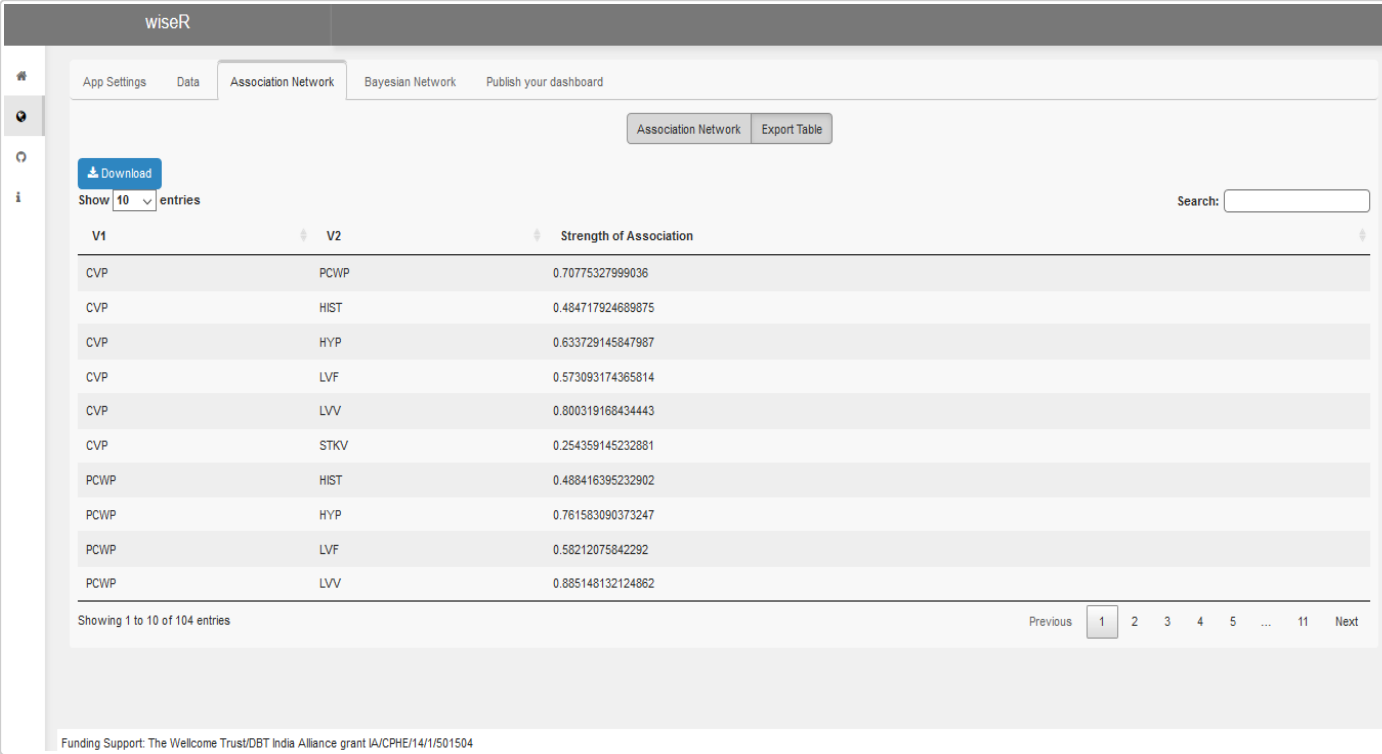 wiseR
App Settings Data Association Network Bayesian Network Publish your dashboard
Association Network Export Table
Download
Show 10 entries Search:
V1 V2 Strength of Association
CVP PCWP 0.70775327999036
CVP HIST 0.484717924689875
CVP HYP 0.633729145847987
CVP LVF 0.573093174365814
CVP LVV 0.800319168434443
CVP STKV 0.254359145232881
PCWP HIST 0.488416395232902
PCWP HYP 0.761583090373247
PCWP LVF 0.58212075842292
PCWP LVV 0.885148132124862
Showing 1 to 10 of 104 entries Previous 1 2 3 4 5 … 11 Next
Funding Support: The Wellcome Trust/DBT India Alliance grant IA/CPHE/14/1/501504